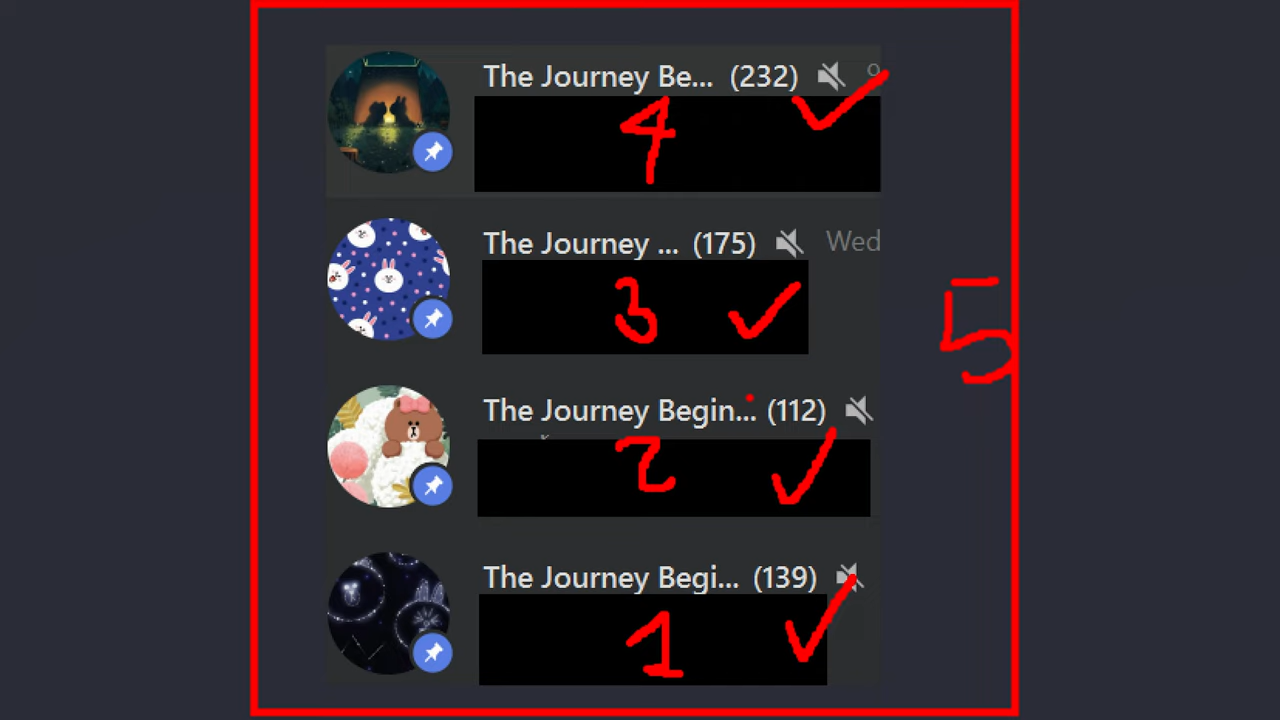 The Journey Be... (232)
4
The Journey ... (175) Wed
3
5
The Journey Begin... (112)
2
The Journey Begi... (139)
1